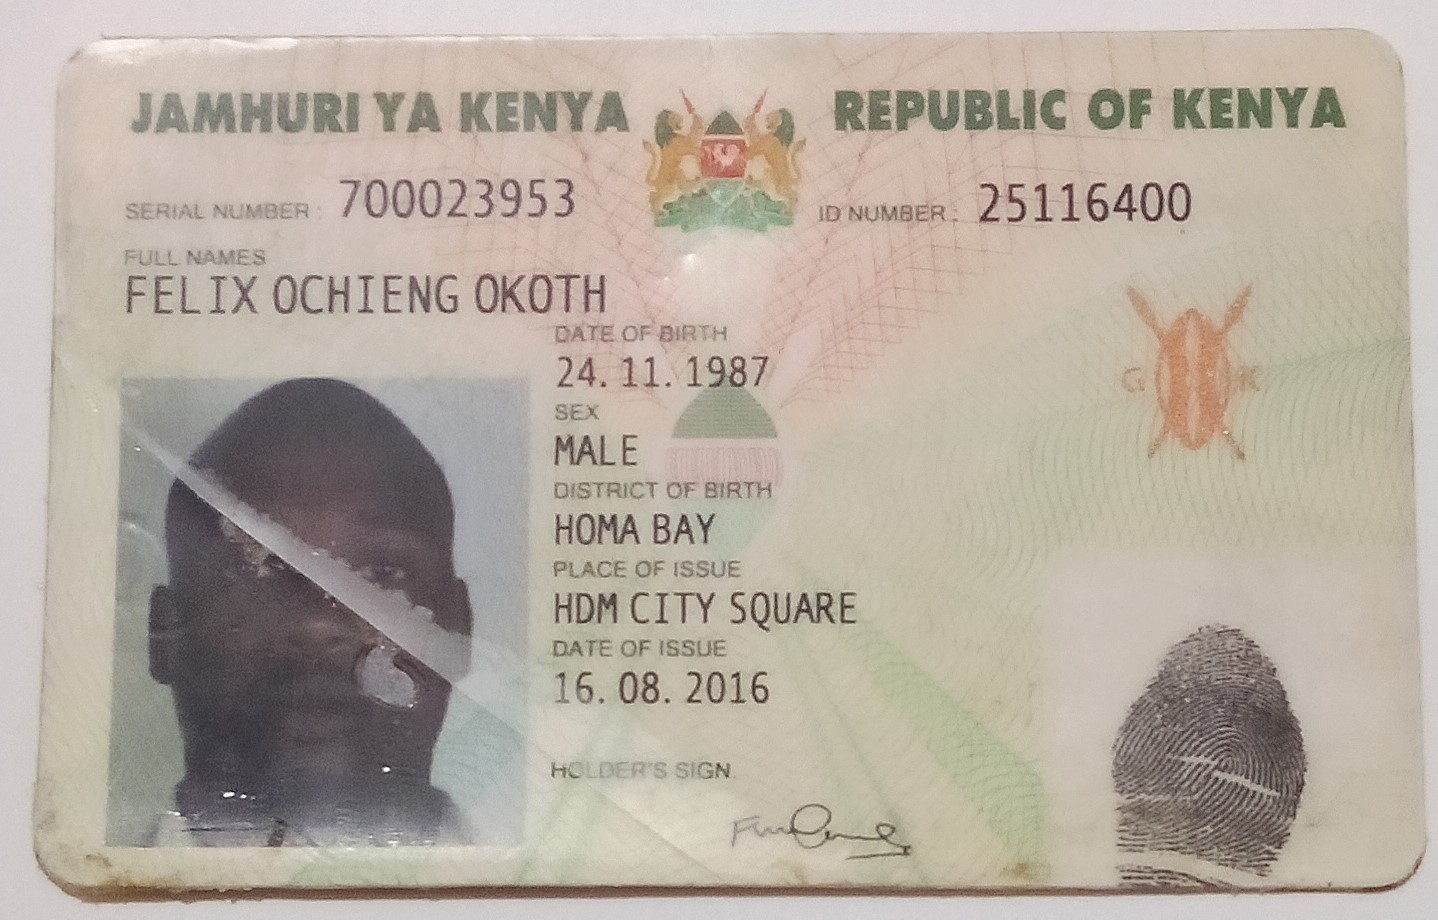 JAMHURI YA KENYA REPUBLIC OF KENYA
SERIAL NUMBER : 700023953 ID NUMBER : 25116400
FULL NAMES
FELIX OCHIENG OKOTH
DATE OF BIRTH
24. 11. 1987
G K
SEX
MALE
DISTRICT OF BIRTH
HOMA BAY
PLACE OF ISSUE
HDM CITY SQUARE
DATE OF ISSUE
16. 08. 2016
HOLDER'S SIGN.